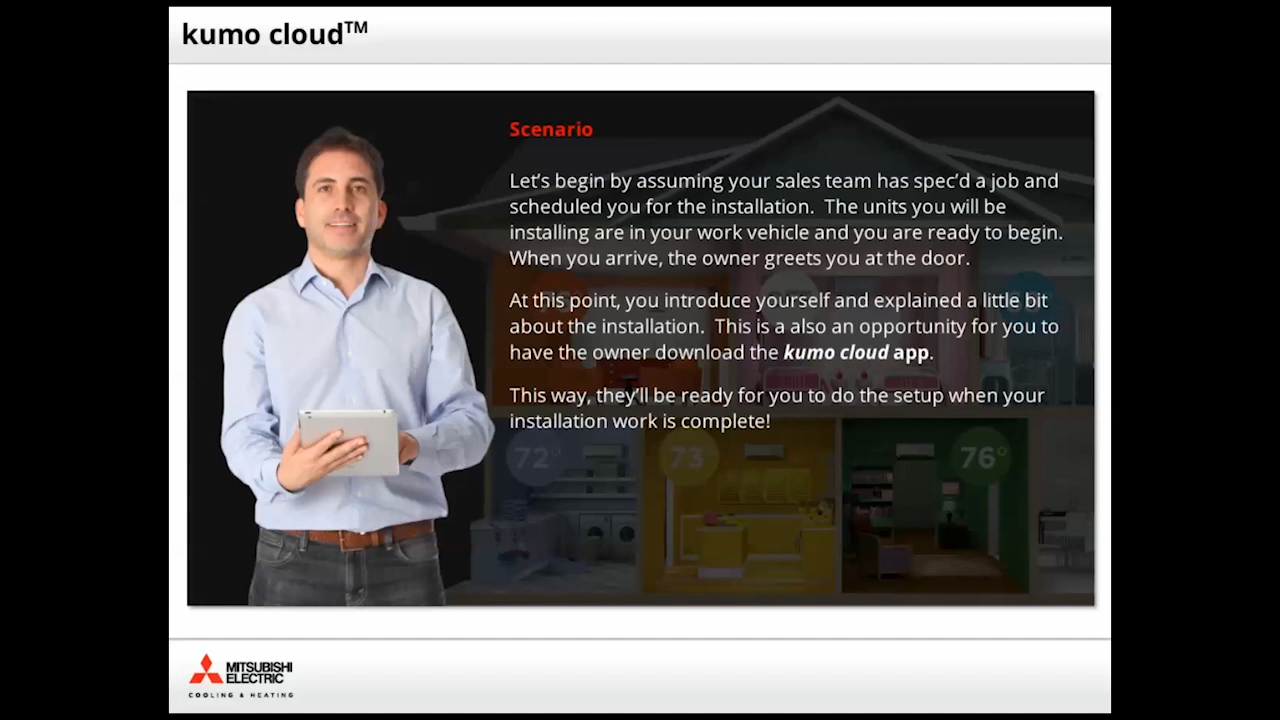 kumo cloud™
Scenario
Let's begin by assuming your sales team has spec'd a job and
scheduled you for the installation.  The units you will be
installing are in your work vehicle and you are ready to begin.
When you arrive, the owner greets you at the door.
At this point, you introduce yourself and explained a little bit
about the installation.  This is a also an opportunity for you to
have the owner download the kumo cloud app.
This way, they'll be ready for you to do the setup when your
installation work is complete!
72°
73°
76°
MITSUBISHI
ELECTRIC
COOLING & HEATING